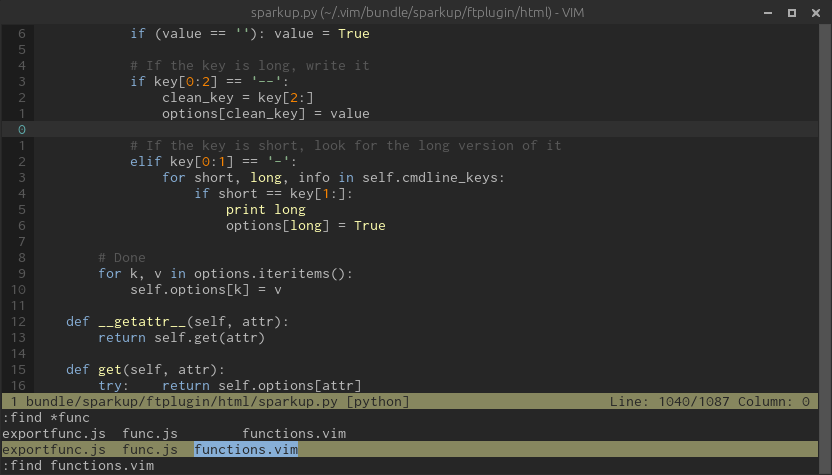 sparkup.py (~/.vim/bundle/sparkup/ftplugin/html) - VIM
6             if (value == ''): value = True
5
4             # If the key is long, write it
3             if key[0:2] == '--':
2                 clean_key = key[2:]
1                 options[clean_key] = value
0
1             # If the key is short, look for the long version of it
2             elif key[0:1] == '-':
3                 for short, long, info in self.cmdline_keys:
4                     if short == key[1:]:
5                         print long
6                         options[long] = True
7
8         # Done
9         for k, v in options.iteritems():
10             self.options[k] = v
11
12     def __getattr__(self, attr):
13         return self.get(attr)
14
15     def get(self, attr):
16         try:    return self.options[attr]
1 bundle/sparkup/ftplugin/html/sparkup.py [python] Line: 1040/1087 Column: 0
:find *func
exportfunc.js  func.js        functions.vim
exportfunc.js  func.js  functions.vim
:find functions.vim